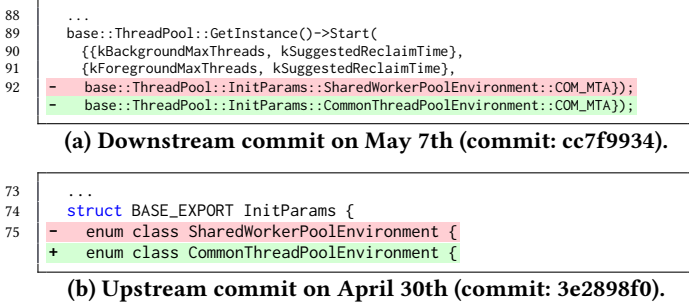 88 ...
89 base::ThreadPool::GetInstance()->Start(
90 {{kBackgroundMaxThreads, kSuggestedReclaimTime},
91 {kForegroundMaxThreads, kSuggestedReclaimTime},
92 - base::ThreadPool::InitParams::SharedWorkerPoolEnvironment::COM_MTA});
- base::ThreadPool::InitParams::CommonThreadPoolEnvironment::COM_MTA});
(a) Downstream commit on May 7th (commit: cc7f9934).
73 ...
74 struct BASE_EXPORT InitParams {
75 - enum class SharedWorkerPoolEnvironment {
+ enum class CommonThreadPoolEnvironment {
(b) Upstream commit on April 30th (commit: 3e2898f0).